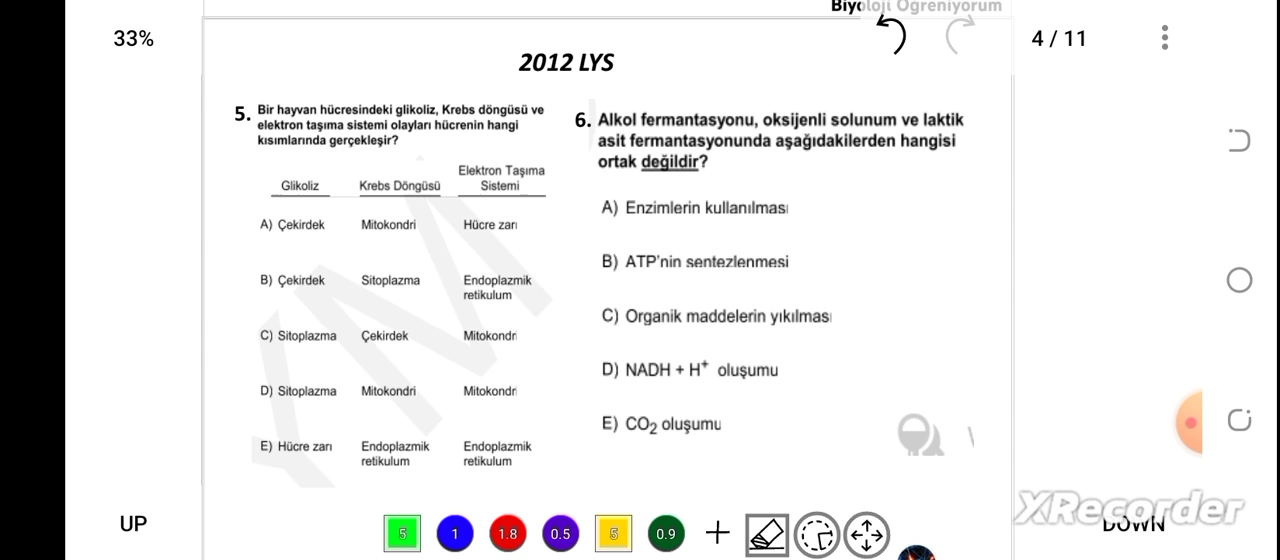 Biyoloji Öğreniyorum
33%
4 / 11
2012 LYS
5. Bir hayvan hücresindeki glikoliz, Krebs döngüsü ve
elektron taşıma sistemi olayları hücrenin hangi
kısımlarında gerçekleşir?
Glikoliz Krebs Döngüsü Elektron Taşıma
Sistemi
A) Çekirdek Mitokondri Hücre zarı
B) Çekirdek Sitoplazma Endoplazmik
retikulum
C) Sitoplazma Çekirdek Mitokondri
D) Sitoplazma Mitokondri Mitokondri
E) Hücre zarı Endoplazmik Endoplazmik
retikulum retikulum
6. Alkol fermantasyonu, oksijenli solunum ve laktik
asit fermantasyonunda aşağıdakilerden hangisi
ortak değildir?
A) Enzimlerin kullanılması
B) ATP'nin sentezlenmesi
C) Organik maddelerin yıkılması
D) NADH + H⁺ oluşumu
E) CO₂ oluşumu
UP
5 1 1.8 0.5 5 0.9
DOWN
XRecorder